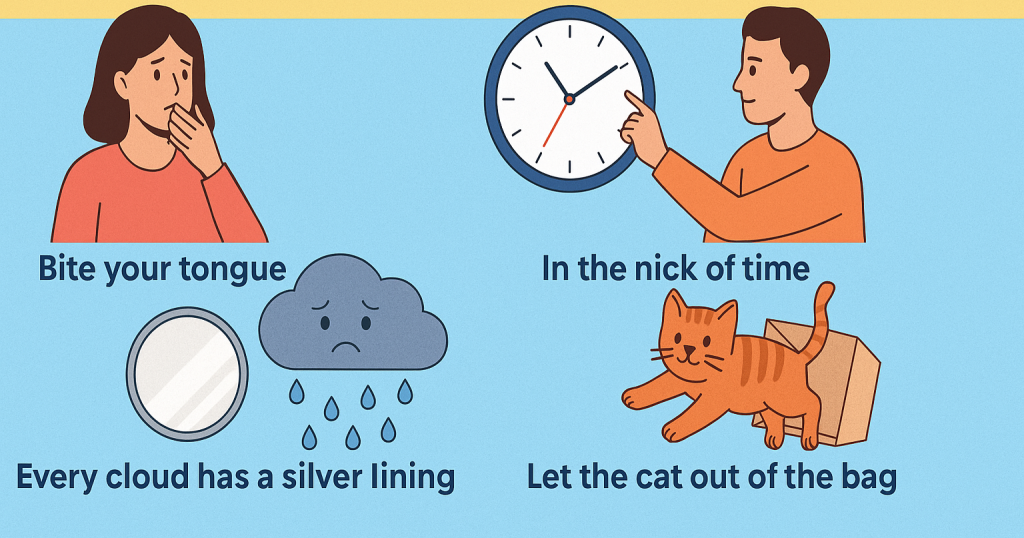 Bite your tongue
In the nick of time
Every cloud has a silver lining
Let the cat out of the bag